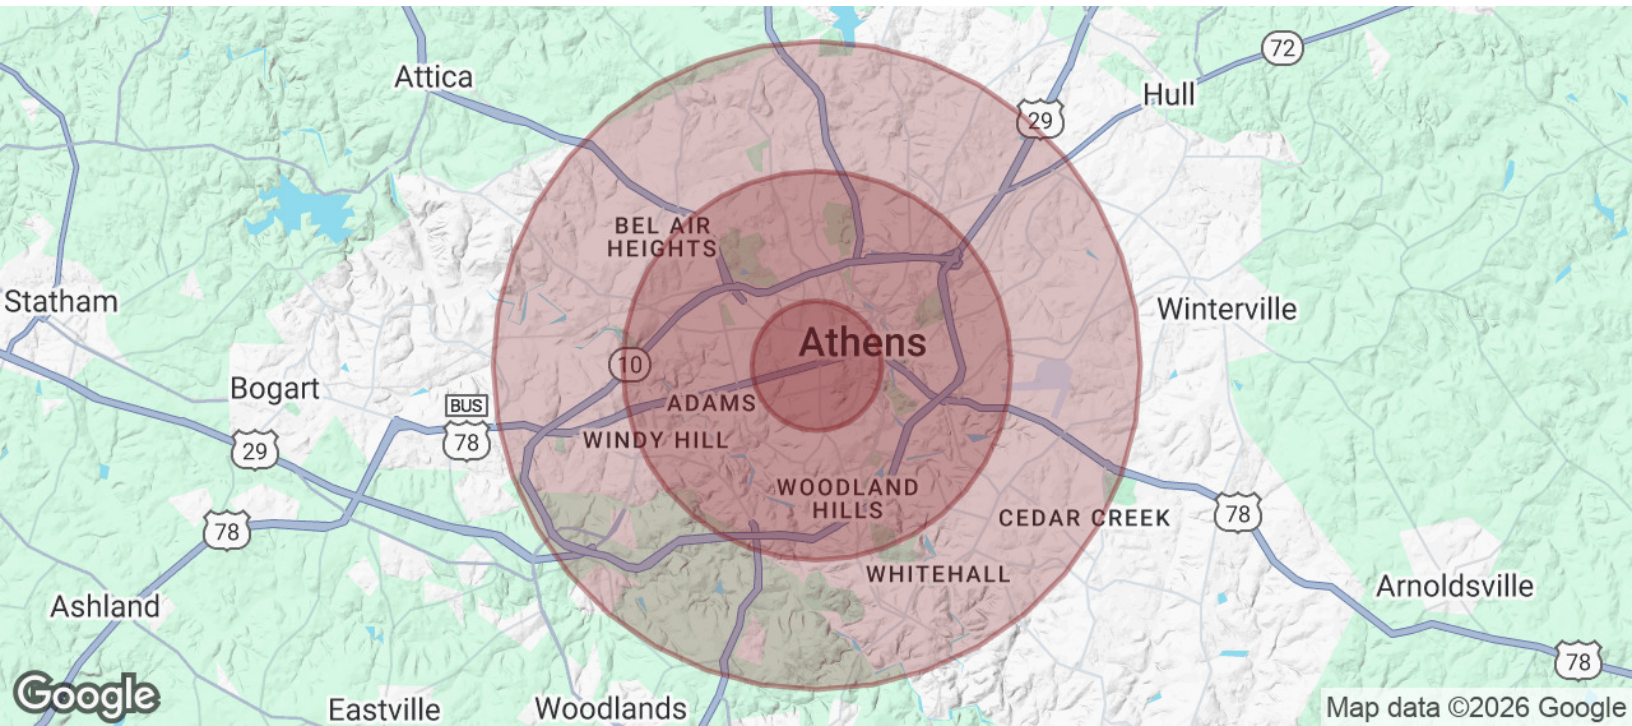 72
Attica
Hull
29
BEL AIR
HEIGHTS
Statham
Winterville
Athens
10
Bogart
ADAMS
BUS
78
29
WINDY HILL
WOODLAND
HILLS
CEDAR CREEK
78
78
WHITEHALL
Ashland
Arnoldsville
78
Google
Eastville
Woodlands
Map data ©2026 Google